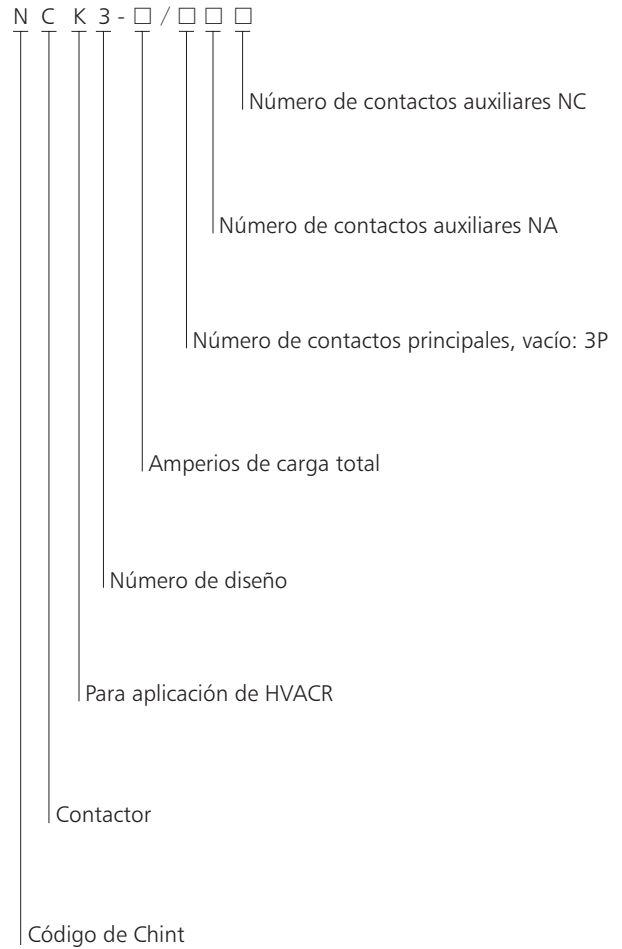 N C K 3 - □ / □ □ □
Número de contactos auxiliares NC
Número de contactos auxiliares NA
Número de contactos principales, vacío: 3P
Amperios de carga total
Número de diseño
Para aplicación de HVACR
Contactor
Código de Chint